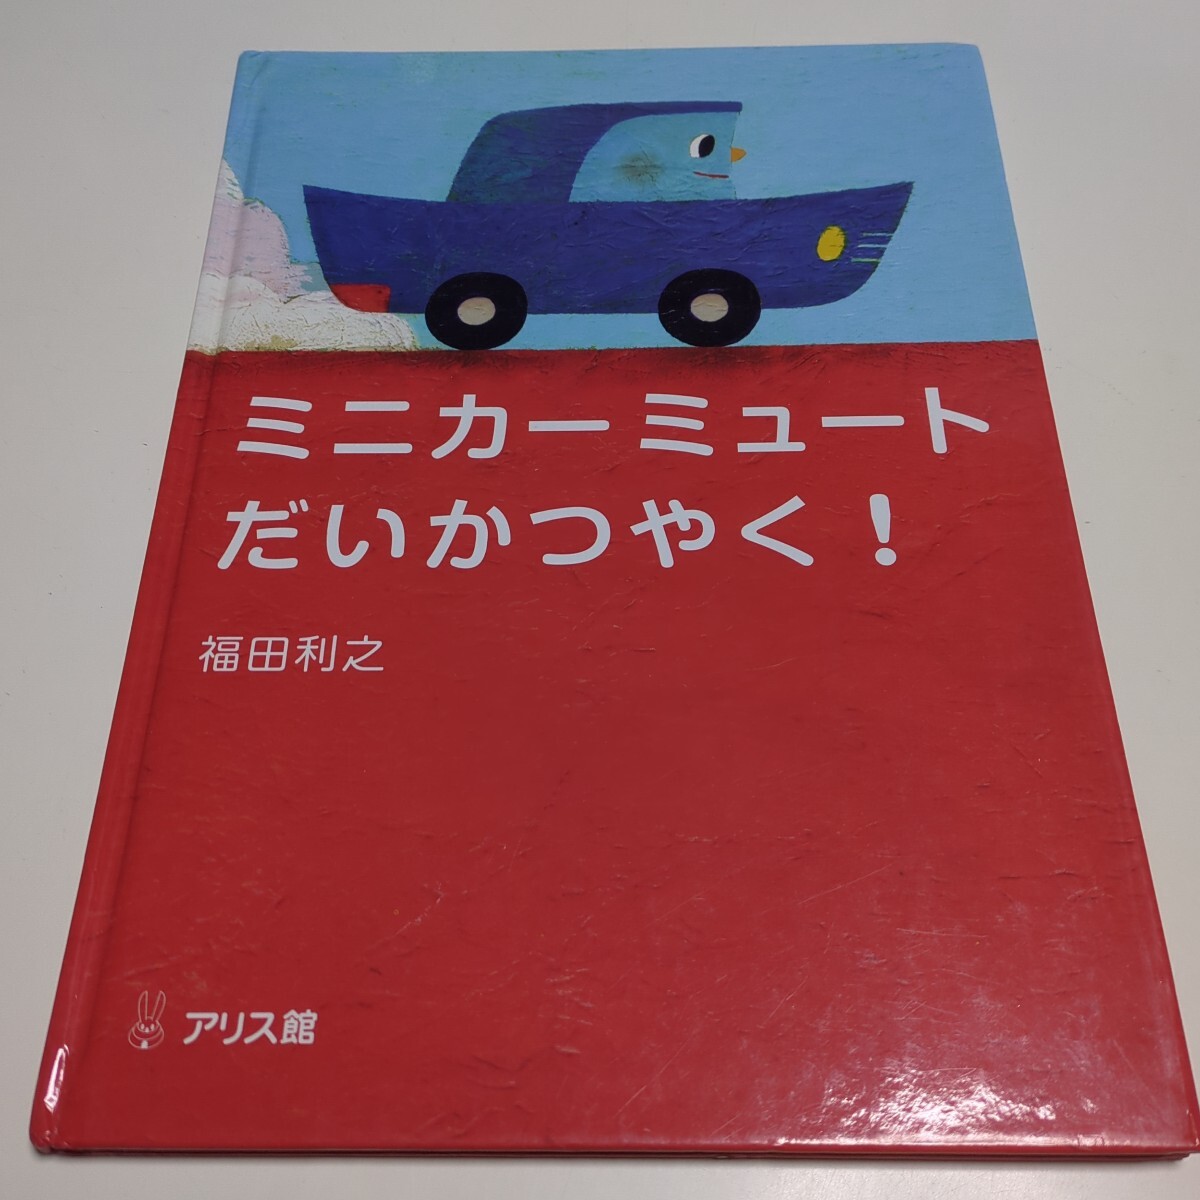 ミニカー ミュート
だいかつやく！
福田利之
アリス館